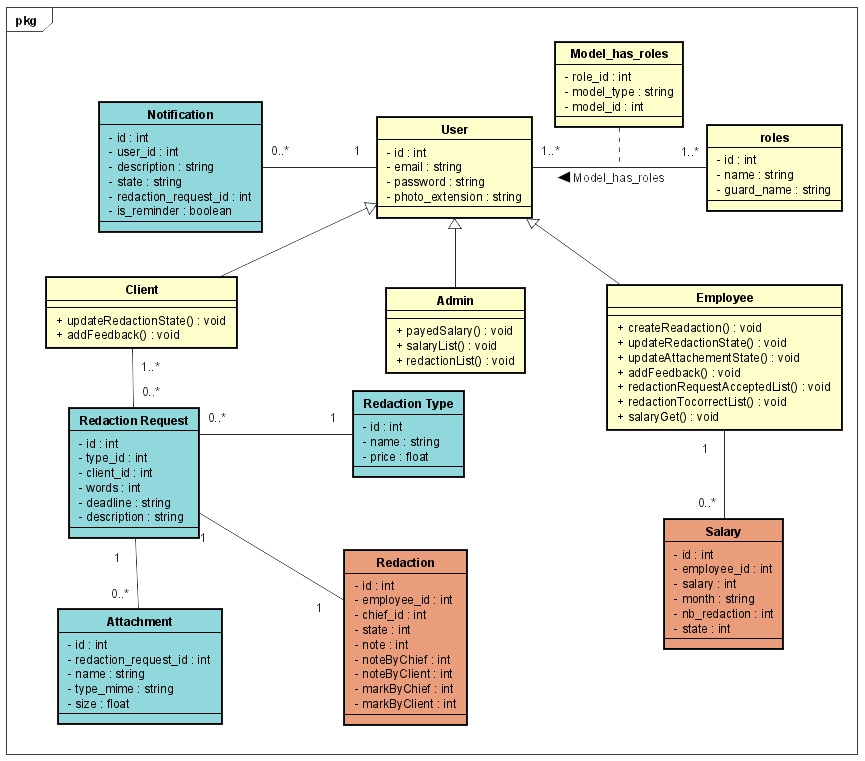 pkg
Model_has_roles
- role_id : int
- model_type : string
- model_id : int
Notification
- id : int
- user_id : int
- description : string
- state : string
- redaction_request_id : int
- is_reminder : boolean
0..*
1
User
- id : int
- email : string
- password : string
- photo_extension : string
1..*
1..*
Model_has_roles
roles
- id : int
- name : string
- guard_name : string
Client
+ updateRedactionState() : void
+ addFeedback() : void
Admin
+ payedSalary() : void
+ salaryList() : void
+ redactionList() : void
Employee
+ createReadaction() : void
+ updateRedactionState() : void
+ updateAttachementState() : void
+ addFeedback() : void
+ redactionRequestAcceptedList() : void
+ redactionTocorrectList() : void
+ salaryGet() : void
1..*
0..*
Redaction Request
- id : int
- type_id : int
- client_id : int
- words : int
- deadline : string
- description : string
0..*
1
Redaction Type
- id : int
- name : string
- price : float
1
0..*
Salary
- id : int
- employee_id : int
- salary : int
- month : string
- nb_redaction : int
- state : int
1
1
Redaction
- id : int
- employee_id : int
- chief_id : int
- state : int
- note : int
- noteByChief : int
- noteByClient : int
- markByChief : int
- markByClient : int
1
0..*
Attachment
- id : int
- redaction_request_id : int
- name : string
- type_mime : string
- size : float